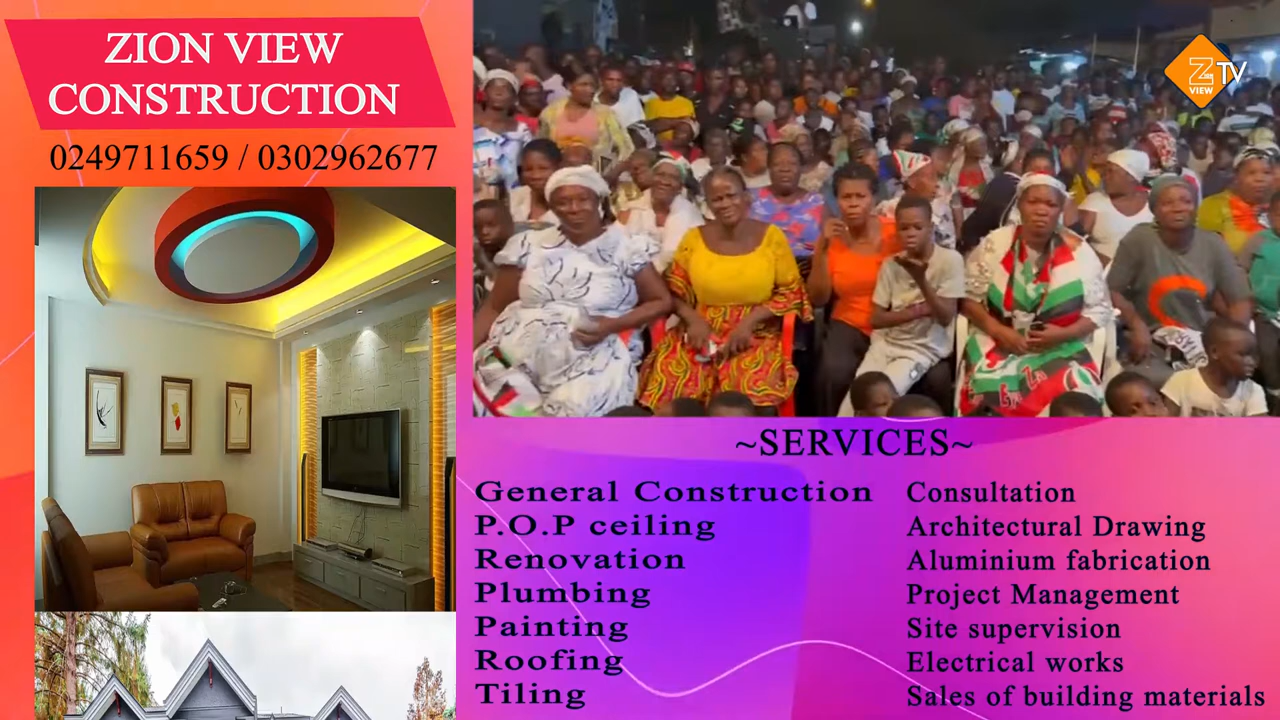 ZION VIEW
CONSTRUCTION
0249711659 / 0302962677
Z
VIEW
TV
~SERVICES~
General Construction
P.O.P ceiling
Renovation
Plumbing
Painting
Roofing
Tiling
Consultation
Architectural Drawing
Aluminium fabrication
Project Management
Site supervision
Electrical works
Sales of building materials